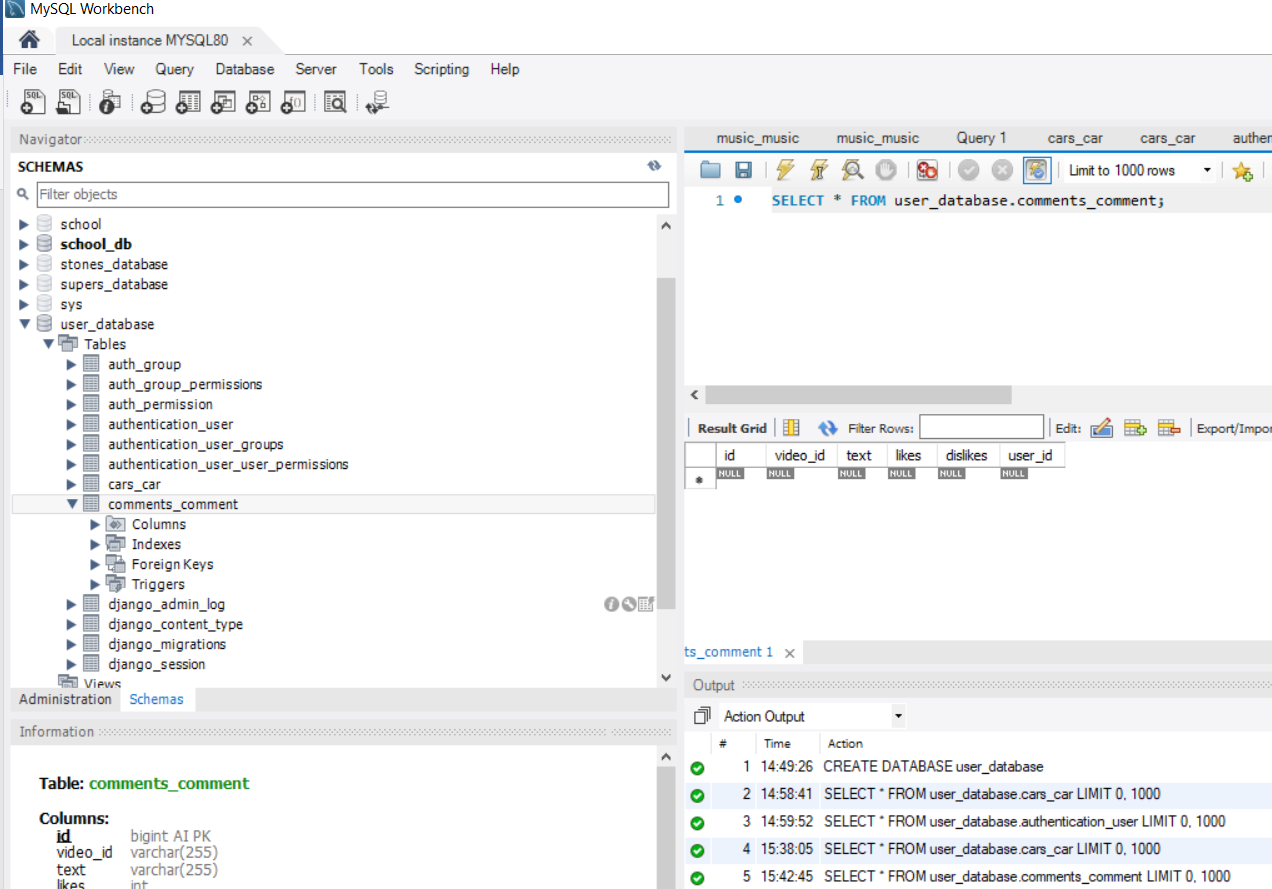 MySQL Workbench
Local instance MYSQL80
File Edit View Query Database Server Tools Scripting Help
Navigator
SCHEMAS
Filter objects
school
school_db
stones_database
supers_database
sys
user_database
Tables
auth_group
auth_group_permissions
auth_permission
authentication_user
authentication_user_groups
authentication_user_user_permissions
cars_car
comments_comment
Columns
Indexes
Foreign Keys
Triggers
django_admin_log
django_content_type
django_migrations
django_session
Views
Administration Schemas
Information
Table: comments_comment
Columns:
id bigint AI PK
video_id varchar(255)
text varchar(255)
likes int
music_music music_music Query 1 cars_car cars_car authen
Limit to 1000 rows
1 SELECT * FROM user_database.comments_comment;
Result Grid Filter Rows: Edit: Export/Impor
id video_id text likes dislikes user_id
NULL NULL NULL NULL NULL NULL
ts_comment 1
Output
Action Output
# Time Action
1 14:49:26 CREATE DATABASE user_database
2 14:58:41 SELECT * FROM user_database.cars_car LIMIT 0, 1000
3 14:59:52 SELECT * FROM user_database.authentication_user LIMIT 0, 1000
4 15:38:05 SELECT * FROM user_database.cars_car LIMIT 0, 1000
5 15:42:45 SELECT * FROM user_database.comments_comment LIMIT 0, 1000